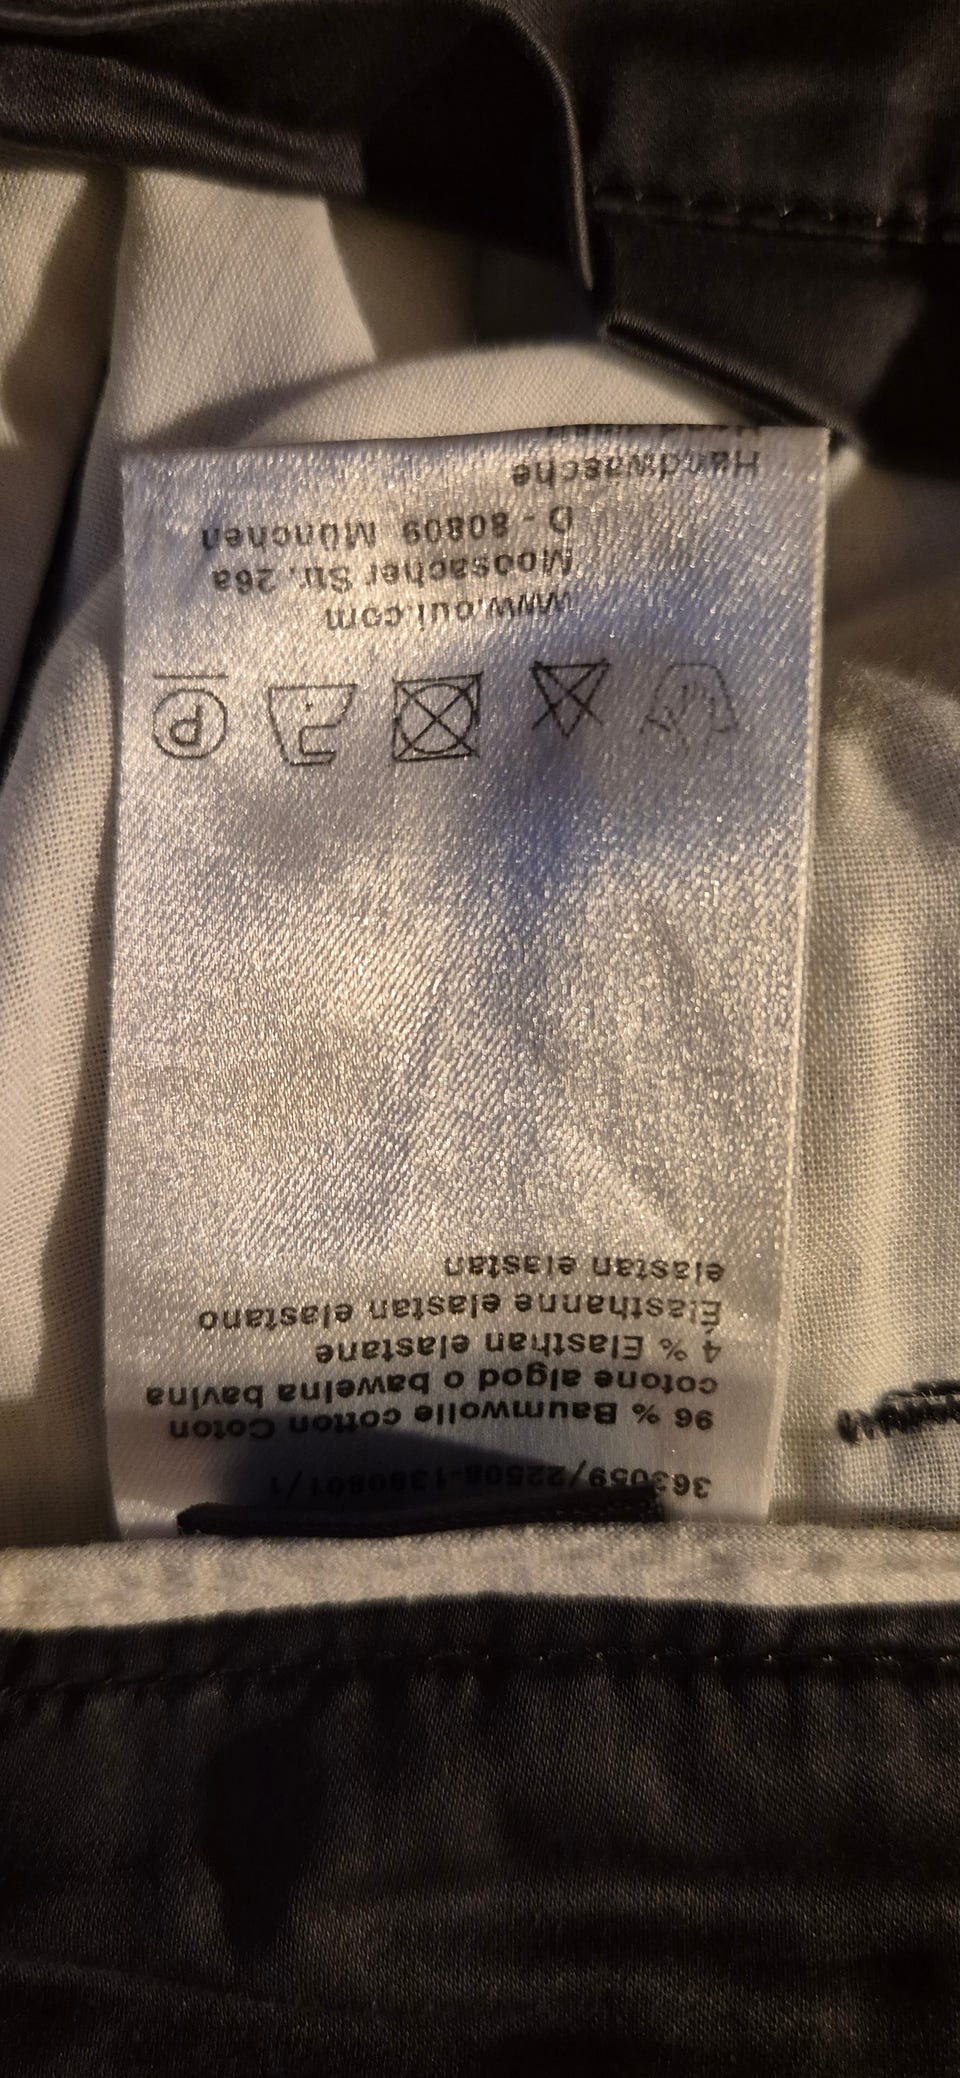 363059/22508-1380801/1
96 % Baumwolle cotton Coton
cotone algod o bawelna bavlna
4 % Elasthan elastane
Élasthanne elastan elastano
elastan elastan
P
www.oui.com
Moosacher Str. 26a
D - 80809 München
Handwäsche